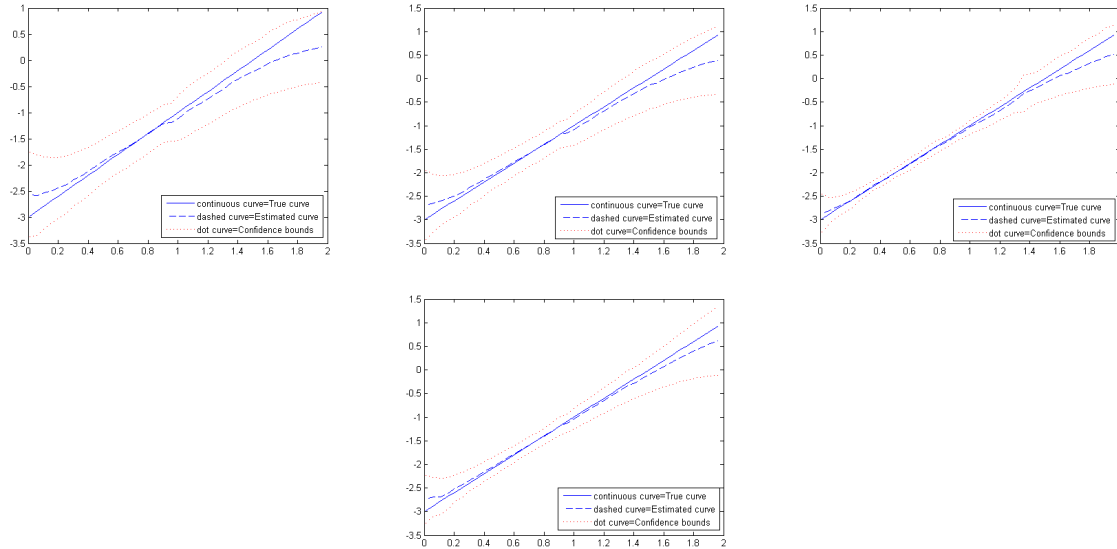 1
0.5
0
-0.5
-1
-1.5
-2
-2.5
-3
-3.5
0 0.2 0.4 0.6 0.8 1 1.2 1.4 1.6 1.8 2
continuous curve=True curve
dashed curve=Estimated curve
dot curve=Confidence bounds
1.5
1
0.5
0
-0.5
-1
-1.5
-2
-2.5
-3
-3.5
0 0.2 0.4 0.6 0.8 1 1.2 1.4 1.6 1.8 2
continuous curve=True curve
dashed curve=Estimated curve
dot curve=Confidence bounds
1.5
1
0.5
0
-0.5
-1
-1.5
-2
-2.5
-3
-3.5
0 0.2 0.4 0.6 0.8 1 1.2 1.4 1.6 1.8
continuous curve=True curve
dashed curve=Estimated curve
dot curve=Confidence bounds
1.5
1
0.5
0
-0.5
-1
-1.5
-2
-2.5
-3
-3.5
0 0.2 0.4 0.6 0.8 1 1.2 1.4 1.6 1.8 2
continuous curve=True curve
dashed curve=Estimated curve
dot curve=Confidence bounds